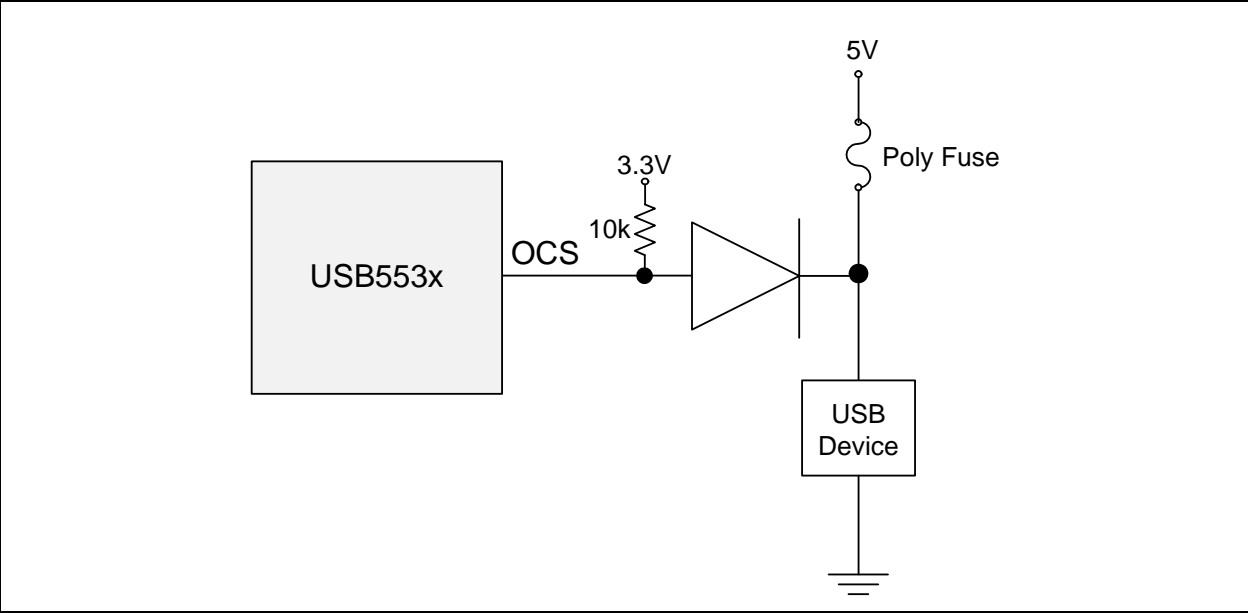 5V
Poly Fuse
3.3V
10k
OCS
USB553x
USB
Device